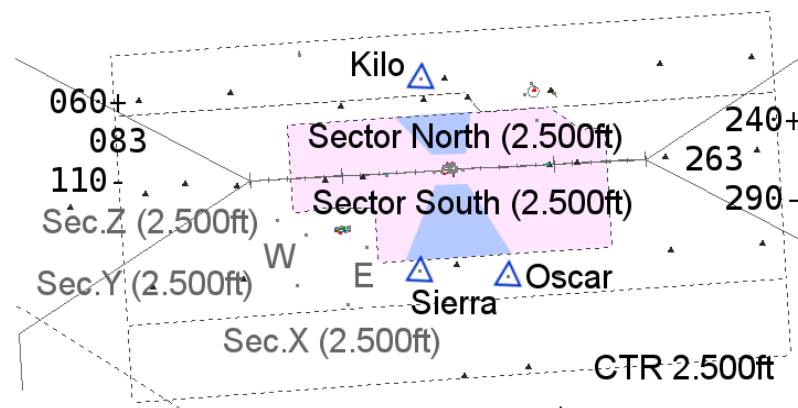 Kilo
060+
083
110-
240+
263
290-
Sector North (2.500ft)
Sector South (2.500ft)
Sec.Z (2.500ft)
W
E
Sec.Y (2.500ft)
Sierra
Oscar
Sec.X (2.500ft)
CTR 2.500ft